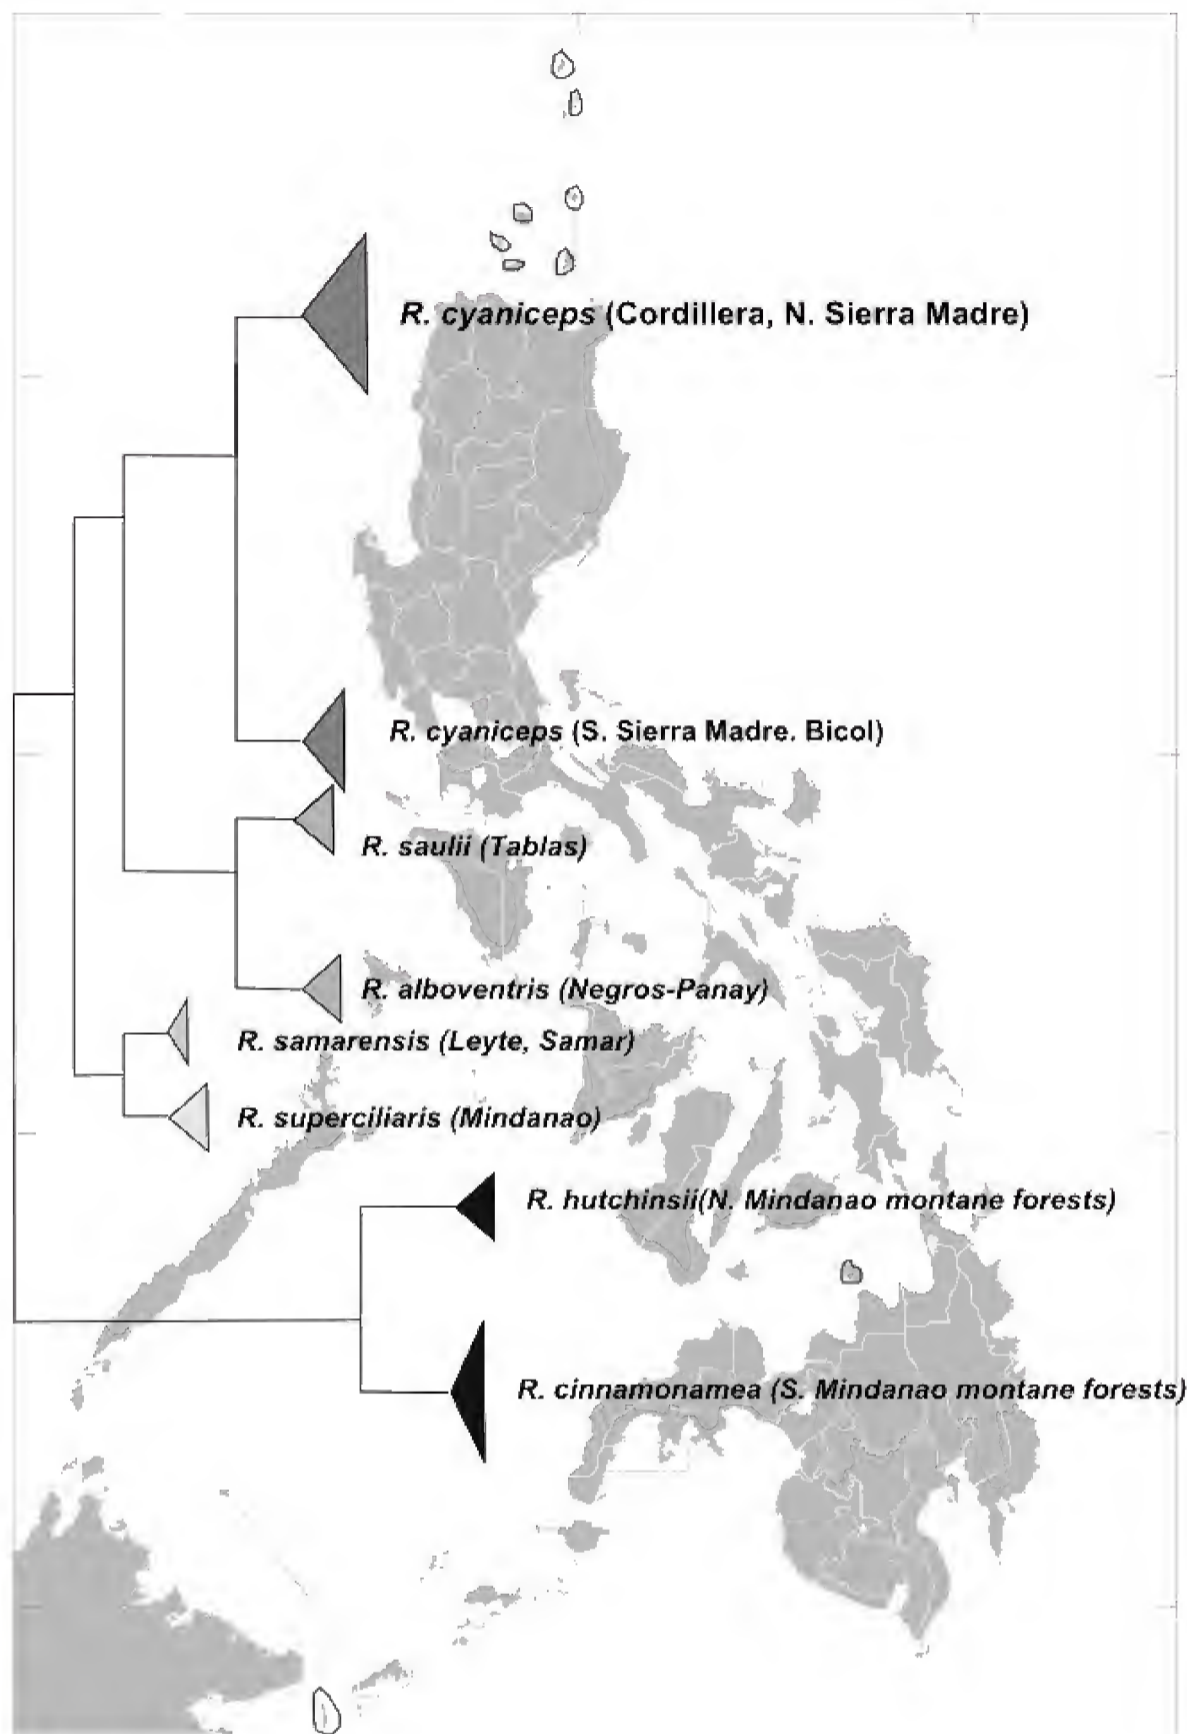 R. cyaniceps (Cordillera, N. Sierra Madre)
R. cyaniceps (S. Sierra Madre. Bicol)
R. saulii (Tablas)
R. alboventris (Negros-Panay)
R. samarensis (Leyte, Samar)
R. superciliaris (Mindanao)
R. hutchinsii(N. Mindanao montane forests)
R. cinnamonamea (S. Mindanao montane forests)